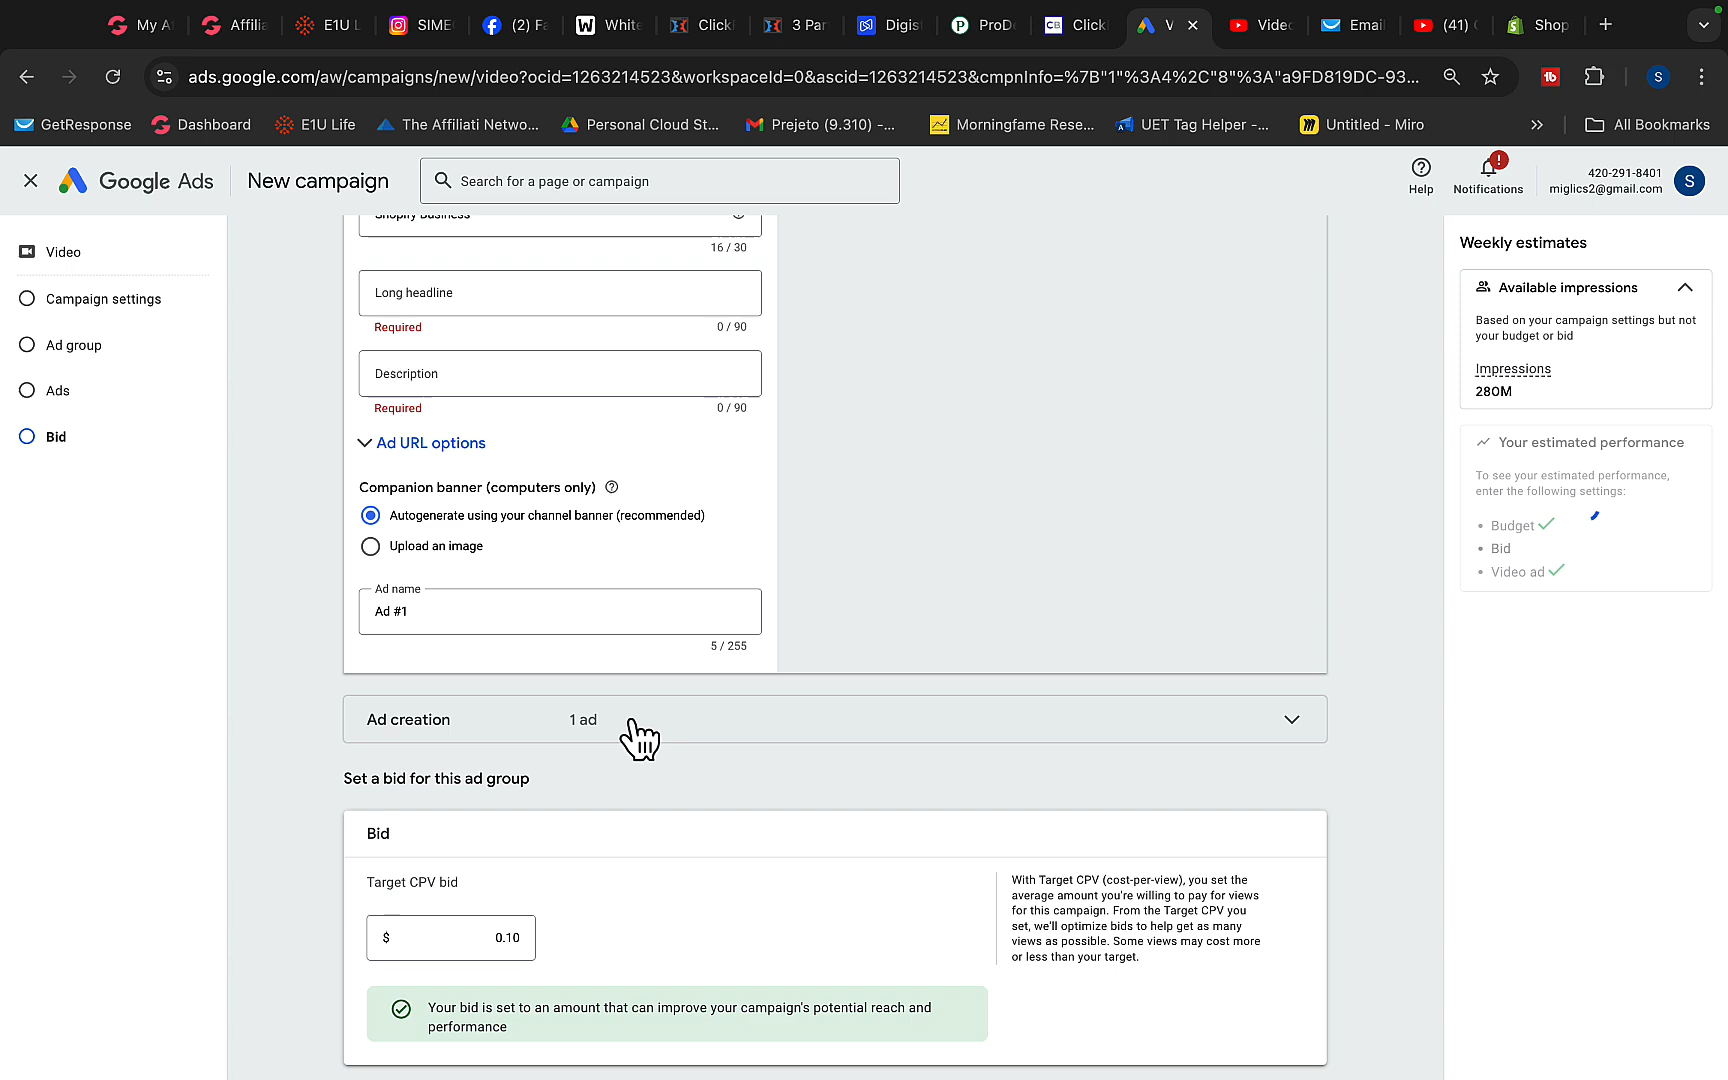 My A
Affilia
E1U L
SIME
(2) Fa
White
Click
3 Par
Digis
ProD
Click
V
Vide
Email
(41)
Shop
ads.google.com/aw/campaigns/new/video?ocid=1263214523&workspaceId=0&ascid=1263214523&cmpnInfo=%7B"1"%3A4%2C"8"%3A"a9FD819DC-93...
S
GetResponse
Dashboard
E1U Life
The Affiliati Netwo...
Personal Cloud St...
Prejeto (9.310) -...
Morningfame Rese...
UET Tag Helper -...
Untitled - Miro
All Bookmarks
Google Ads
New campaign
Search for a page or campaign
Help
Notifications
420-291-8401
miglics2@gmail.com
S
Video
Campaign settings
Ad group
Ads
Bid
Shopify Business
16 / 30
Long headline
Required
0 / 90
Description
Required
0 / 90
Ad URL options
Companion banner (computers only)
Autogenerate using your channel banner (recommended)
Upload an image
Ad name
Ad #1
5 / 255
Ad creation
1 ad
Set a bid for this ad group
Bid
Target CPV bid
$ 0.10
With Target CPV (cost-per-view), you set the
average amount you're willing to pay for views
for this campaign. From the Target CPV you
set, we'll optimize bids to help get as many
views as possible. Some views may cost more
or less than your target.
Your bid is set to an amount that can improve your campaign's potential reach and
performance
Weekly estimates
Available impressions
Based on your campaign settings but not
your budget or bid
Impressions
280M
Your estimated performance
To see your estimated performance,
enter the following settings:
• Budget
• Bid
• Video ad